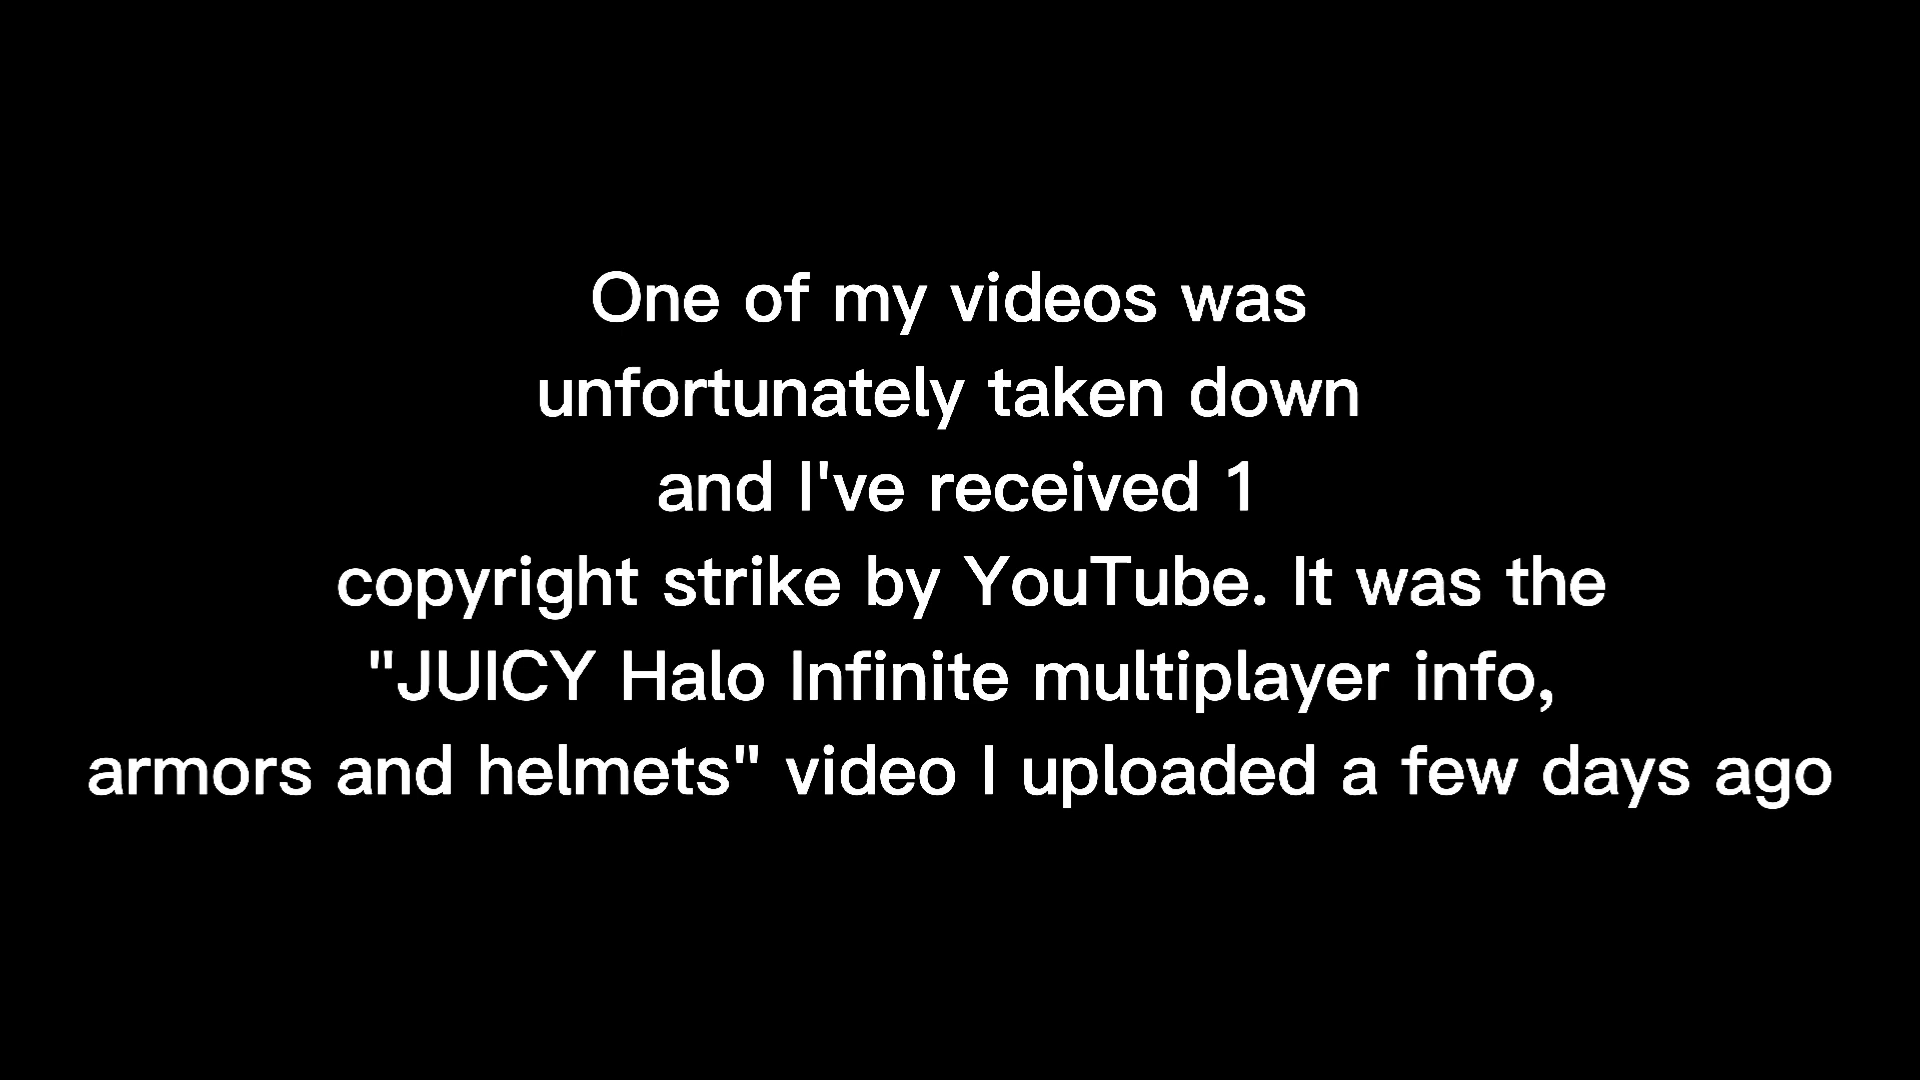 One of my videos was
unfortunately taken down
and I've received 1
copyright strike by YouTube. It was the
"JUICY Halo Infinite multiplayer info,
armors and helmets" video I uploaded a few days ago